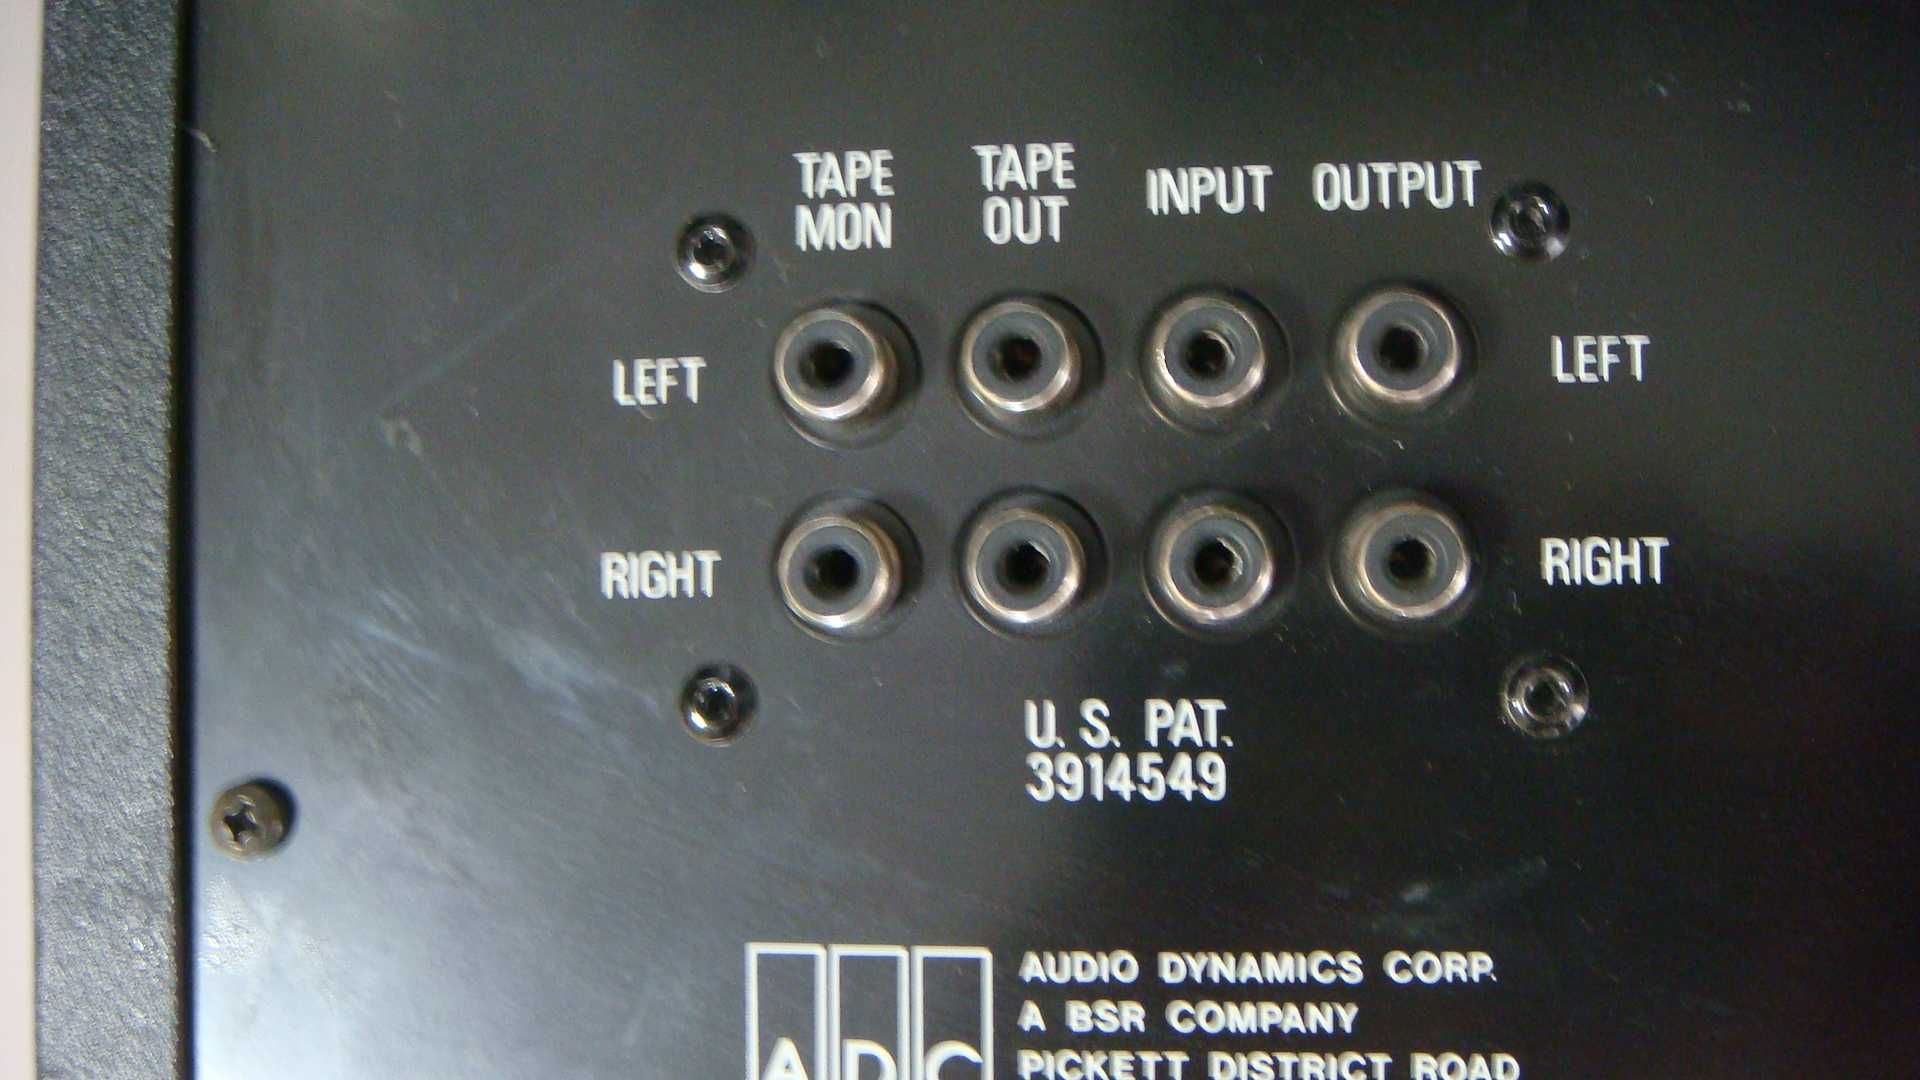 TAPE MON
TAPE OUT
INPUT
OUTPUT
LEFT
LEFT
RIGHT
RIGHT
U. S. PAT.
3914549
ADC
AUDIO DYNAMICS CORP.
A BSR COMPANY
PICKETT DISTRICT ROAD